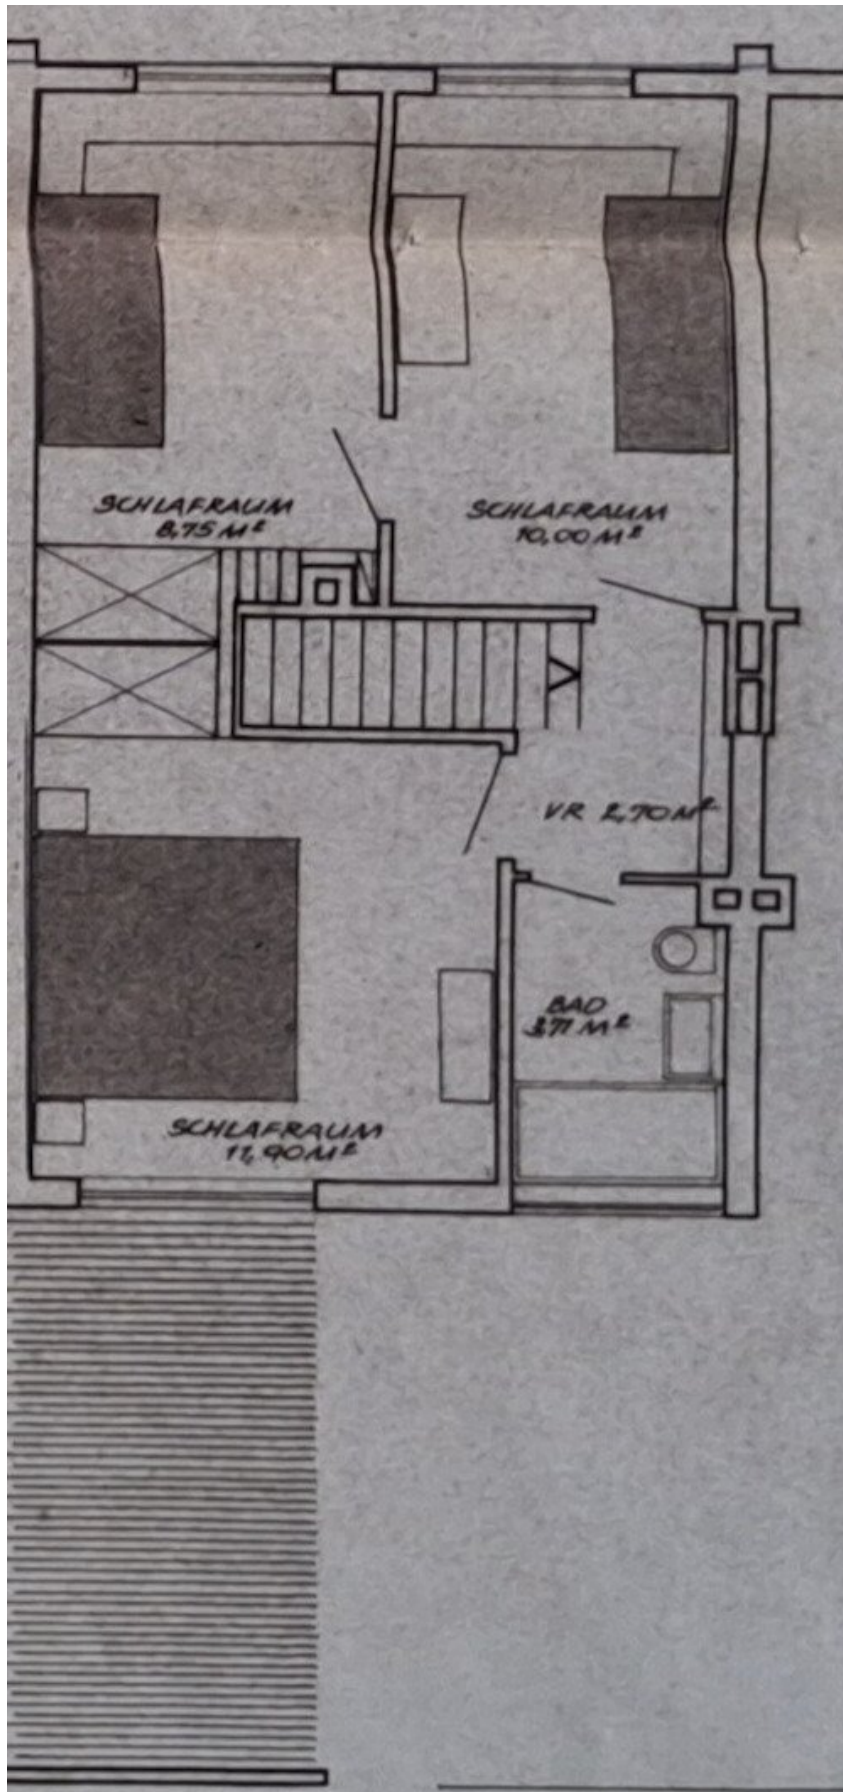 SCHLAFRAUM
8,75 M²
SCHLAFRAUM
10,00 M²
VR 2,70 M²
BAD
3,71 M²
SCHLAFRAUM
11,90 M²